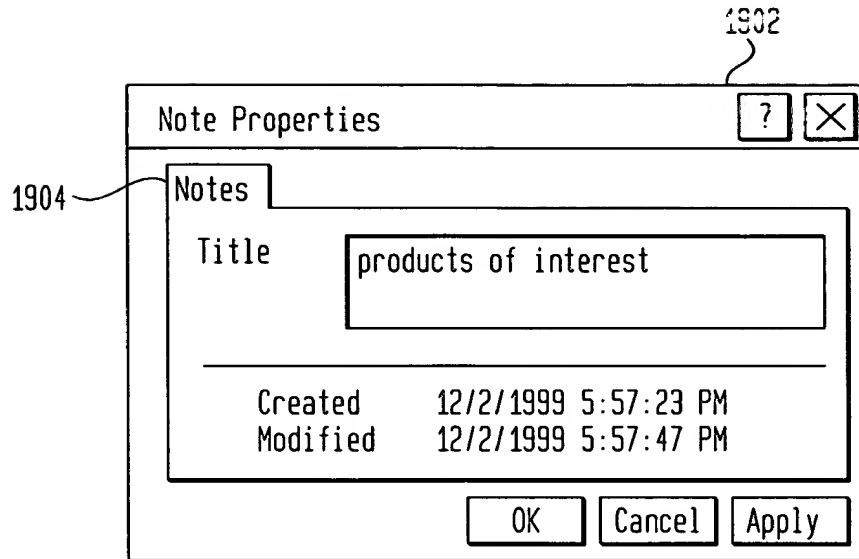 1902
Note Properties ?
1904
Notes
Title products of interest
Created 12/2/1999 5:57:23 PM
Modified 12/2/1999 5:57:47 PM
OK Cancel Apply